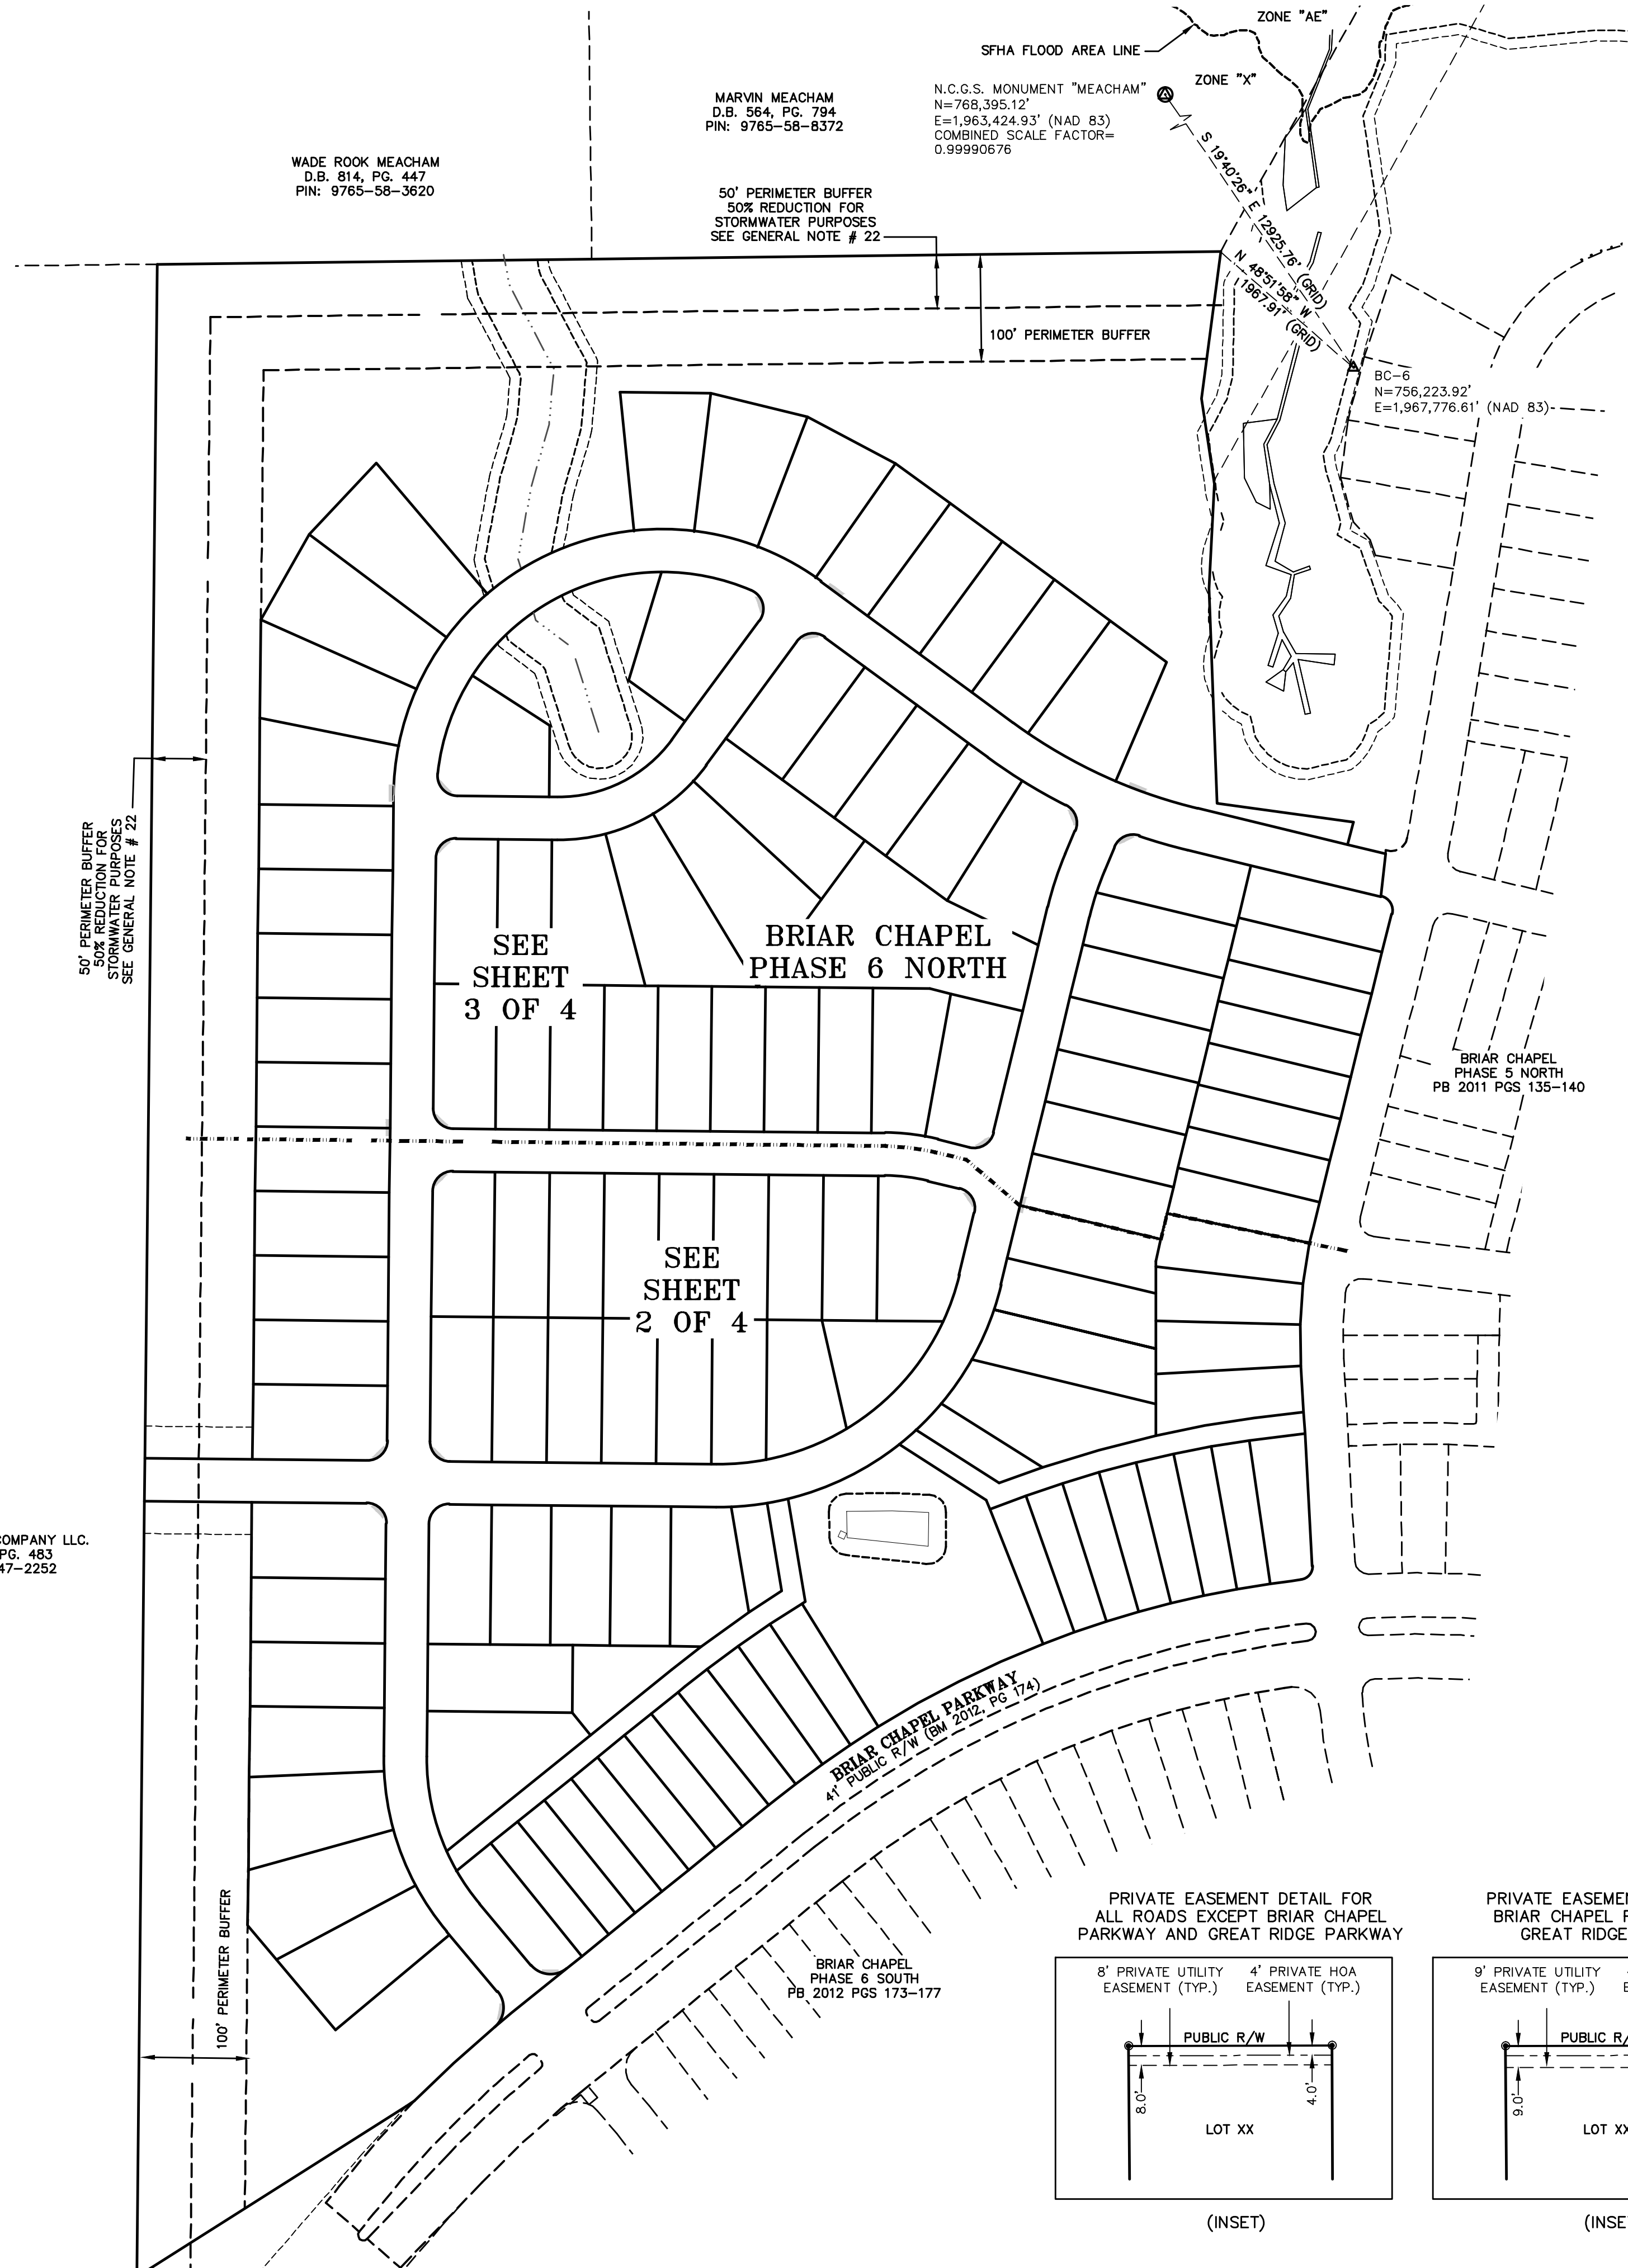 ZONE "AE"
SFHA FLOOD AREA LINE
ZONE "X"
N.C.G.S. MONUMENT "MEACHAM"
N=768,395.12'
E=1,963,424.93' (NAD 83)
COMBINED SCALE FACTOR=
0.99990676
MARVIN MEACHAM
D.B. 564, PG. 794
PIN: 9765-58-8372
WADE ROOK MEACHAM
D.B. 814, PG. 447
PIN: 9765-58-3620
50' PERIMETER BUFFER
50% REDUCTION FOR
STORMWATER PURPOSES
SEE GENERAL NOTE # 22
S 19°40'26" E 12925.76' (GRID)
N 48°51'58" W
1967.91' (GRID)
100' PERIMETER BUFFER
BC-6
N=756,223.92'
E=1,967,776.61' (NAD 83)
50' PERIMETER BUFFER
50% REDUCTION FOR
STORMWATER PURPOSES
SEE GENERAL NOTE # 22
SEE
SHEET
3 OF 4
BRIAR CHAPEL
PHASE 6 NORTH
BRIAR CHAPEL
PHASE 5 NORTH
PB 2011 PGS 135-140
SEE
SHEET
2 OF 4
COMPANY LLC.
PG. 483
47-2252
BRIAR CHAPEL PARKWAY
41' PUBLIC R/W (BM 2012, PG 174)
100' PERIMETER BUFFER
BRIAR CHAPEL
PHASE 6 SOUTH
PB 2012 PGS 173-177
PRIVATE EASEMENT DETAIL FOR
ALL ROADS EXCEPT BRIAR CHAPEL
PARKWAY AND GREAT RIDGE PARKWAY
8' PRIVATE UTILITY
EASEMENT (TYP.)
4' PRIVATE HOA
EASEMENT (TYP.)
PUBLIC R/W
8.0'
4.0'
LOT XX
(INSET)
PRIVATE EASEME
BRIAR CHAPEL
GREAT RIDGE
9' PRIVATE UTILITY
EASEMENT (TYP.)
PUBLIC R/
9.0'
LOT XX
(INSE